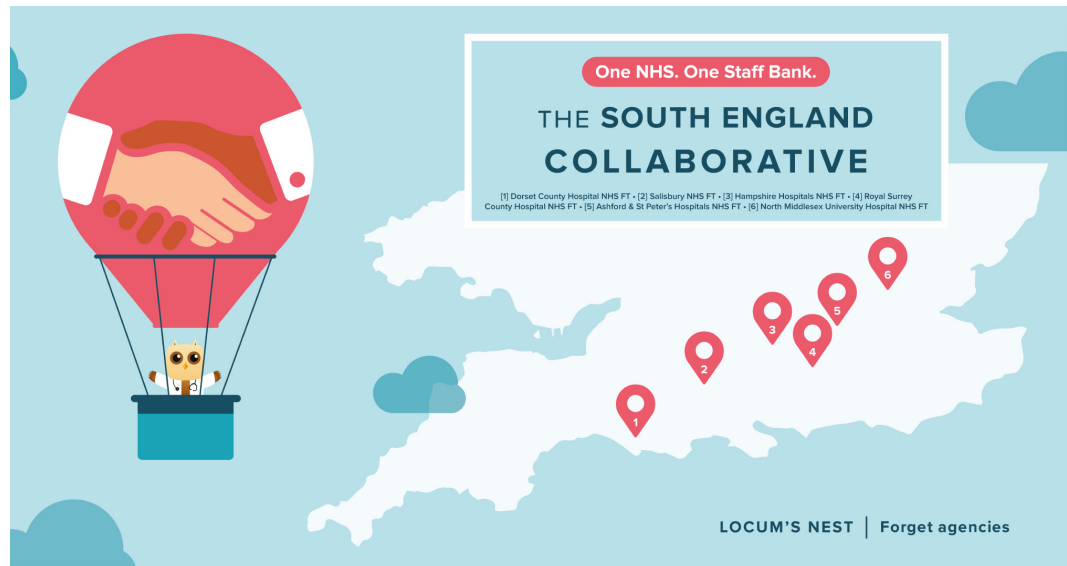 One NHS. One Staff Bank.
THE SOUTH ENGLAND
COLLABORATIVE
[1] Dorset County Hospital NHS FT • [2] Salisbury NHS FT • [3] Hampshire Hospitals NHS FT • [4] Royal Surrey
County Hospital NHS FT • [5] Ashford & St Peter's Hospitals NHS FT • [6] North Middlesex University Hospital NHS FT
6
5
3
4
2
1
LOCUM'S NEST | Forget agencies